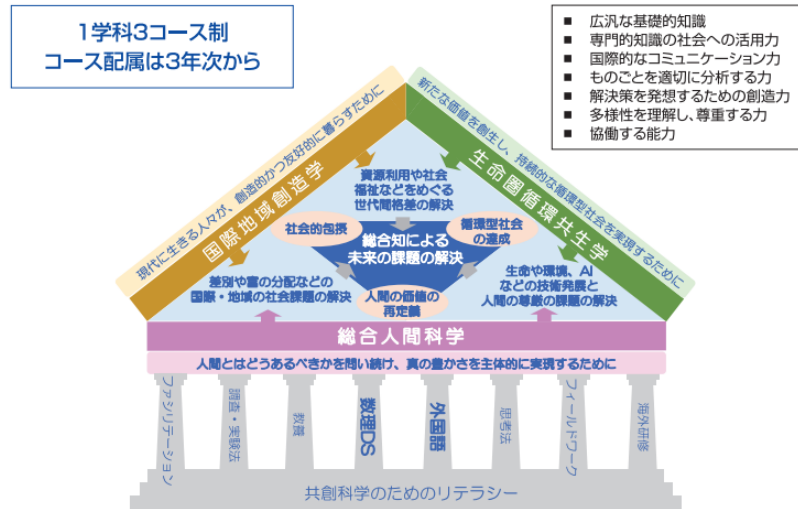 1学科3コース制
コース配属は3年次から
■ 広汎な基礎的知識
■ 専門的知識の社会への活用力
■ 国際的なコミュニケーション力
■ ものごとを適切に分析する力
■ 解決策を発想するための創造力
■ 多様性を理解し、尊重する力
■ 協働する能力
現代に生きる人々が、創造的かつ友好的に暮らすために
国際地域創造学
新たな価値を創生し、持続的な循環型社会を実現するために
生命圏循環共生学
資源利用や社会
福祉などをめぐる
世代間格差の解決
社会的包摂
循環型社会
の達成
総合知による
未来の課題の解決
差別や富の分配などの
国際・地域の社会課題の解決
人間の価値の
再定義
生命や環境、AI
などの技術発展と
人間の尊厳の課題の解決
総合人間科学
人間とはどうあるべきかを問い続け、真の豊かさを主体的に実現するために
ファシリテーション
調査・実験法
教養
数理DS
外国語
思考法
フィールドワーク
海外研修
共創科学のためのリテラシー